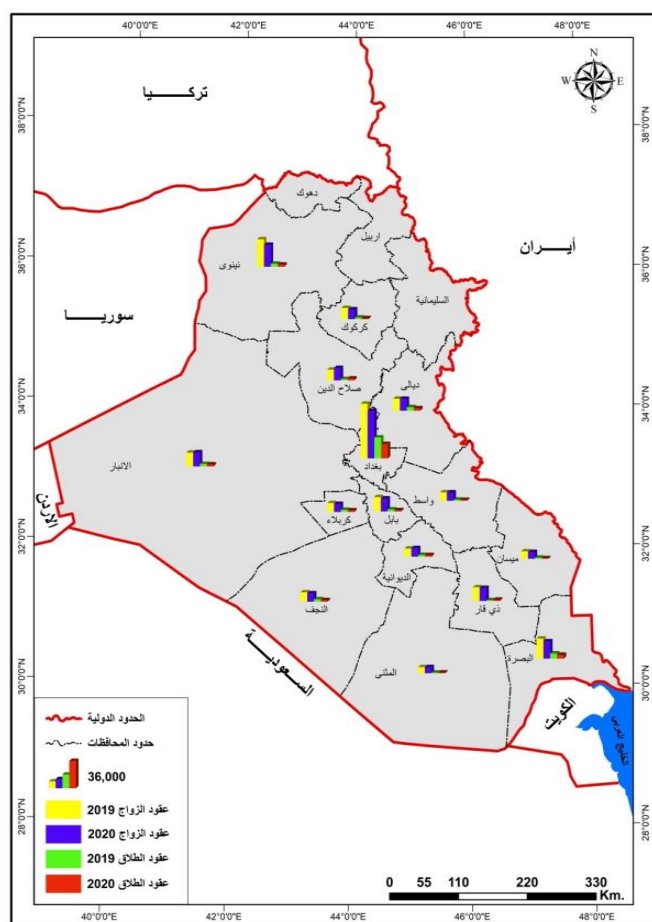 40°0'0"E 42°0'0"E 44°0'0"E 46°0'0"E 48°0'0"E
N
W E
S
38°0'0"N 38°0'0"N
تركـــــــيا
أيـــران
دهوك
اربيل
نينوى
36°0'0"N 36°0'0"N
السليمانية
سوريـــــا
كركوك
صلاح الدين
ديالى
34°0'0"N 34°0'0"N
بغداد
الانبار
واسط
كربلاء
بابل
الاردن
32°0'0"N 32°0'0"N
ميسان
الديوانية
النجف
ذي قار
البصرة
المثنى
السـعوديـــة
30°0'0"N 30°0'0"N
الكويت
الخليج العربي
الحدود الدولية
حدود المحافظات
36,000
عقود الزواج 2019
عقود الزواج 2020
عقود الطلاق 2019
عقود الطلاق 2020
28°0'0"N 28°0'0"N
0 55 110 220 330
Km.
40°0'0"E 42°0'0"E 44°0'0"E 46°0'0"E 48°0'0"E